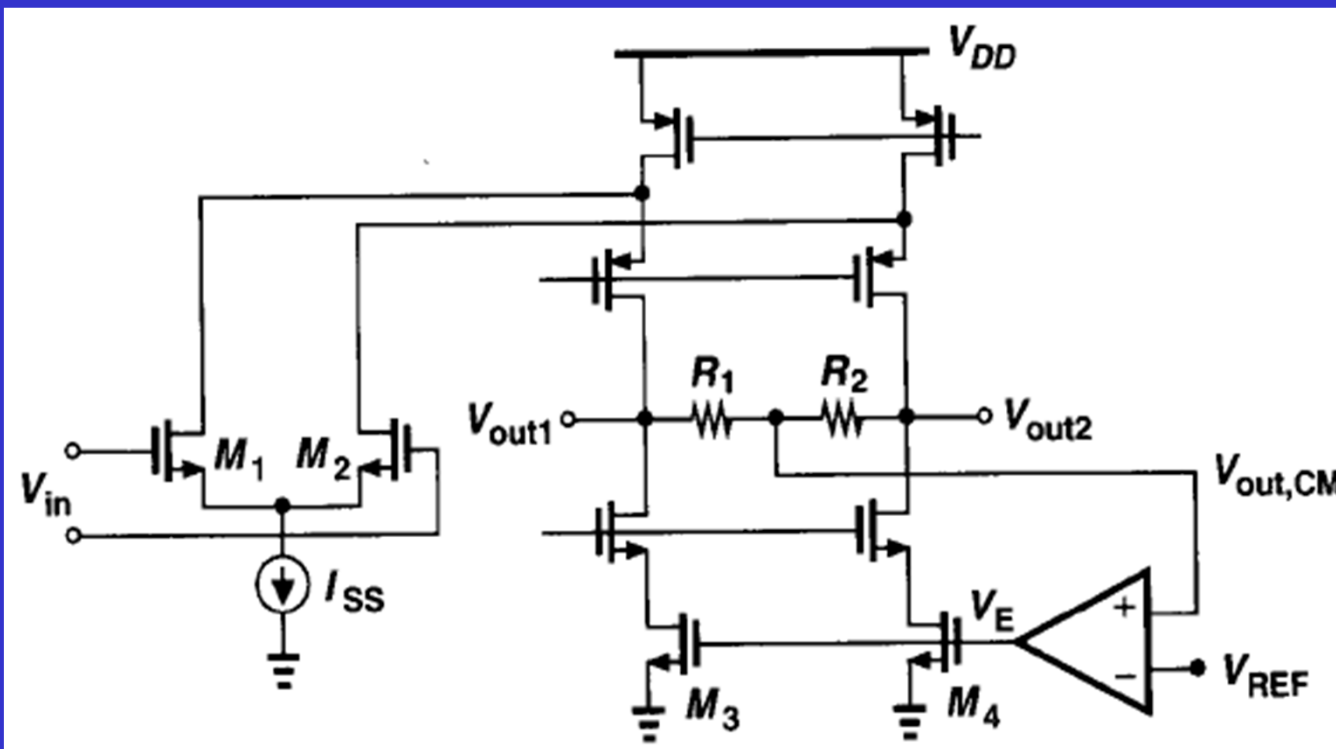 VDD
R1
R2
Vout1
Vout2
M1
M2
Vin
Vout,CM
ISS
VE
+
−
VREF
M3
M4